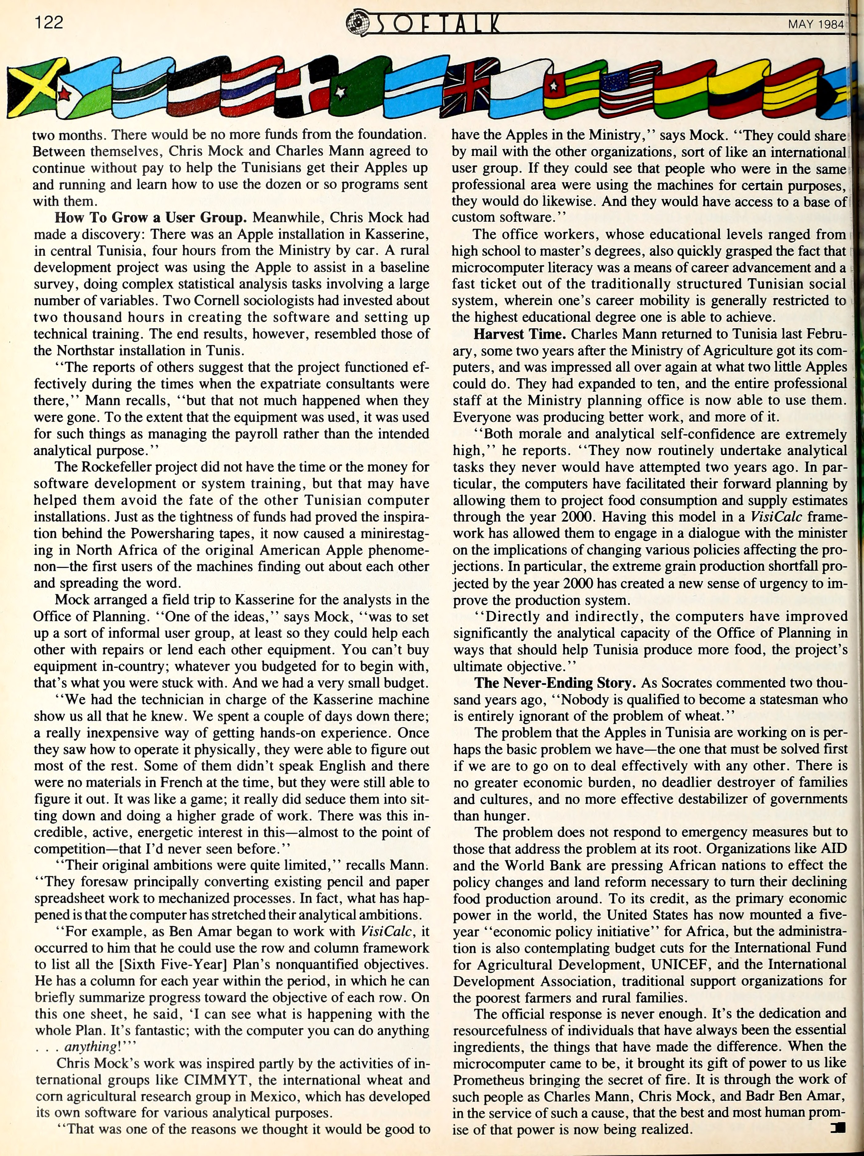 122
SOFTALK
MAY 1984
two months. There would be no more funds from the foundation.
Between themselves, Chris Mock and Charles Mann agreed to
continue without pay to help the Tunisians get their Apples up
and running and learn how to use the dozen or so programs sent
with them.
How To Grow a User Group. Meanwhile, Chris Mock had
made a discovery: There was an Apple installation in Kasserine,
in central Tunisia, four hours from the Ministry by car. A rural
development project was using the Apple to assist in a baseline
survey, doing complex statistical analysis tasks involving a large
number of variables. Two Cornell sociologists had invested about
two thousand hours in creating the software and setting up
technical training. The end results, however, resembled those of
the Northstar installation in Tunis.
‘‘The reports of others suggest that the project functioned ef-
fectively during the times when the expatriate consultants were
there,’’ Mann recalls, ‘‘but that not much happened when they
were gone. To the extent that the equipment was used, it was used
for such things as managing the payroll rather than the intended
analytical purpose.’’
The Rockefeller project did not have the time or the money for
software development or system training, but that may have
helped them avoid the fate of the other Tunisian computer
installations. Just as the tightness of funds had proved the inspira-
tion behind the Powersharing tapes, it now caused a minirestag-
ing in North Africa of the original American Apple phenome-
non—the first users of the machines finding out about each other
and spreading the word.
Mock arranged a field trip to Kasserine for the analysts in the
Office of Planning. ‘‘One of the ideas,’’ says Mock, ‘‘was to set
up a sort of informal user group, at least so they could help each
other with repairs or lend each other equipment. You can't buy
equipment in-country; whatever you budgeted for to begin with,
that's what you were stuck with. And we had a very small budget.
‘‘We had the technician in charge of the Kasserine machine
show us all that he knew. We spent a couple of days down there;
a really inexpensive way of getting hands-on experience. Once
they saw how to operate it physically, they were able to figure out
most of the rest. Some of them didn't speak English and there
were no materials in French at the time, but they were still able to
figure it out. It was like a game; it really did seduce them into sit-
ting down and doing a higher grade of work. There was this in-
credible, active, energetic interest in this—almost to the point of
competition—that I'd never seen before.’’
‘‘Their original ambitions were quite limited,’’ recalls Mann.
‘‘They foresaw principally converting existing pencil and paper
spreadsheet work to mechanized processes. In fact, what has hap-
pened is that the computer has stretched their analytical ambitions.
‘‘For example, as Ben Amar began to work with VisiCalc, it
occurred to him that he could use the row and column framework
to list all the [Sixth Five-Year] Plan's nonquantified objectives.
He has a column for each year within the period, in which he can
briefly summarize progress toward the objective of each row. On
this one sheet, he said, ‘I can see what is happening with the
whole Plan. It's fantastic; with the computer you can do anything
. . . anything!’’’
Chris Mock's work was inspired partly by the activities of in-
ternational groups like CIMMYT, the international wheat and
corn agricultural research group in Mexico, which has developed
its own software for various analytical purposes.
‘‘That was one of the reasons we thought it would be good to
have the Apples in the Ministry,’’ says Mock. ‘‘They could share
by mail with the other organizations, sort of like an international
user group. If they could see that people who were in the same
professional area were using the machines for certain purposes,
they would do likewise. And they would have access to a base of
custom software.’’
The office workers, whose educational levels ranged from
high school to master's degrees, also quickly grasped the fact that
microcomputer literacy was a means of career advancement and a
fast ticket out of the traditionally structured Tunisian social
system, wherein one's career mobility is generally restricted to
the highest educational degree one is able to achieve.
Harvest Time. Charles Mann returned to Tunisia last Febru-
ary, some two years after the Ministry of Agriculture got its com-
puters, and was impressed all over again at what two little Apples
could do. They had expanded to ten, and the entire professional
staff at the Ministry planning office is now able to use them.
Everyone was producing better work, and more of it.
‘‘Both morale and analytical self-confidence are extremely
high,’’ he reports. ‘‘They now routinely undertake analytical
tasks they never would have attempted two years ago. In par-
ticular, the computers have facilitated their forward planning by
allowing them to project food consumption and supply estimates
through the year 2000. Having this model in a VisiCalc frame-
work has allowed them to engage in a dialogue with the minister
on the implications of changing various policies affecting the pro-
jections. In particular, the extreme grain production shortfall pro-
jected by the year 2000 has created a new sense of urgency to im-
prove the production system.
‘‘Directly and indirectly, the computers have improved
significantly the analytical capacity of the Office of Planning in
ways that should help Tunisia produce more food, the project's
ultimate objective.’’
The Never-Ending Story. As Socrates commented two thou-
sand years ago, ‘‘Nobody is qualified to become a statesman who
is entirely ignorant of the problem of wheat.’’
The problem that the Apples in Tunisia are working on is per-
haps the basic problem we have—the one that must be solved first
if we are to go on to deal effectively with any other. There is
no greater economic burden, no deadlier destroyer of families
and cultures, and no more effective destabilizer of governments
than hunger.
The problem does not respond to emergency measures but to
those that address the problem at its root. Organizations like AID
and the World Bank are pressing African nations to effect the
policy changes and land reform necessary to turn their declining
food production around. To its credit, as the primary economic
power in the world, the United States has now mounted a five-
year ‘‘economic policy initiative’’ for Africa, but the administra-
tion is also contemplating budget cuts for the International Fund
for Agricultural Development, UNICEF, and the International
Development Association, traditional support organizations for
the poorest farmers and rural families.
The official response is never enough. It's the dedication and
resourcefulness of individuals that have always been the essential
ingredients, the things that have made the difference. When the
microcomputer came to be, it brought its gift of power to us like
Prometheus bringing the secret of fire. It is through the work of
such people as Charles Mann, Chris Mock, and Badr Ben Amar,
in the service of such a cause, that the best and most human prom-
ise of that power is now being realized.